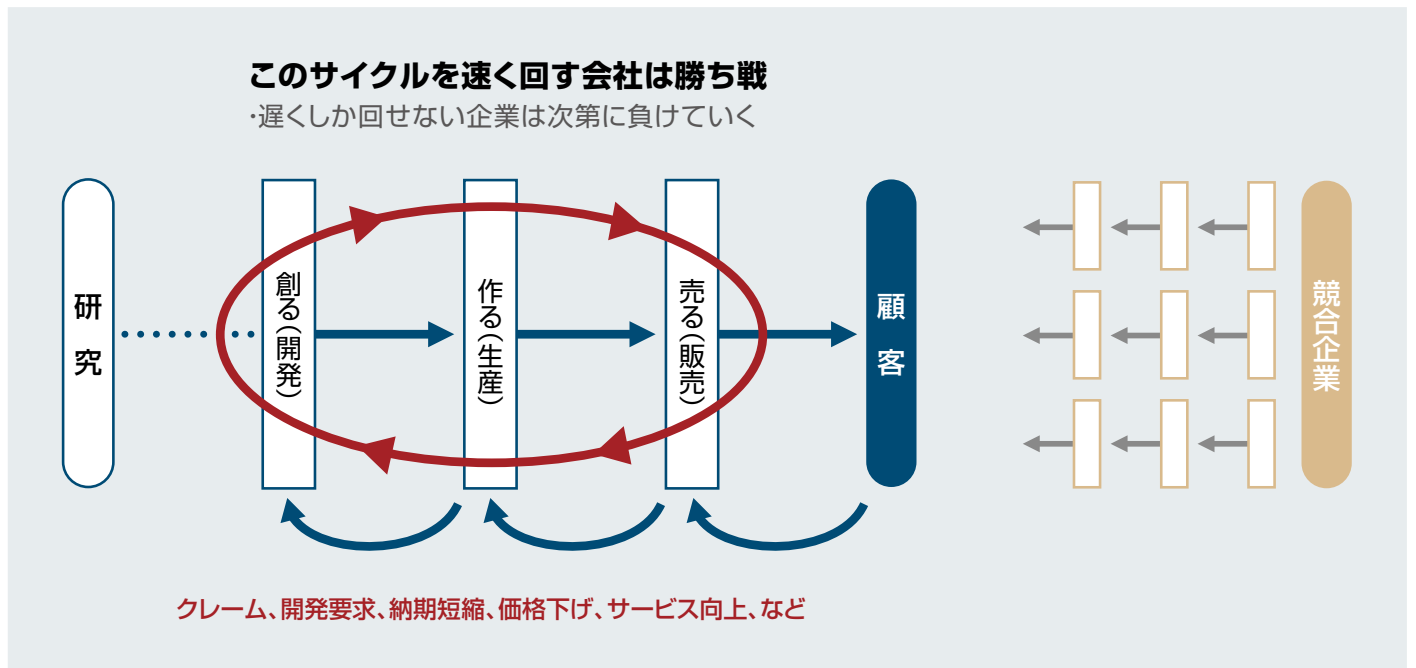 このサイクルを速く回す会社は勝ち戦
・遅くしか回せない企業は次第に負けていく
研究
創る(開発)
作る(生産)
売る(販売)
顧客
競合企業
クレーム、開発要求、納期短縮、価格下げ、サービス向上、など